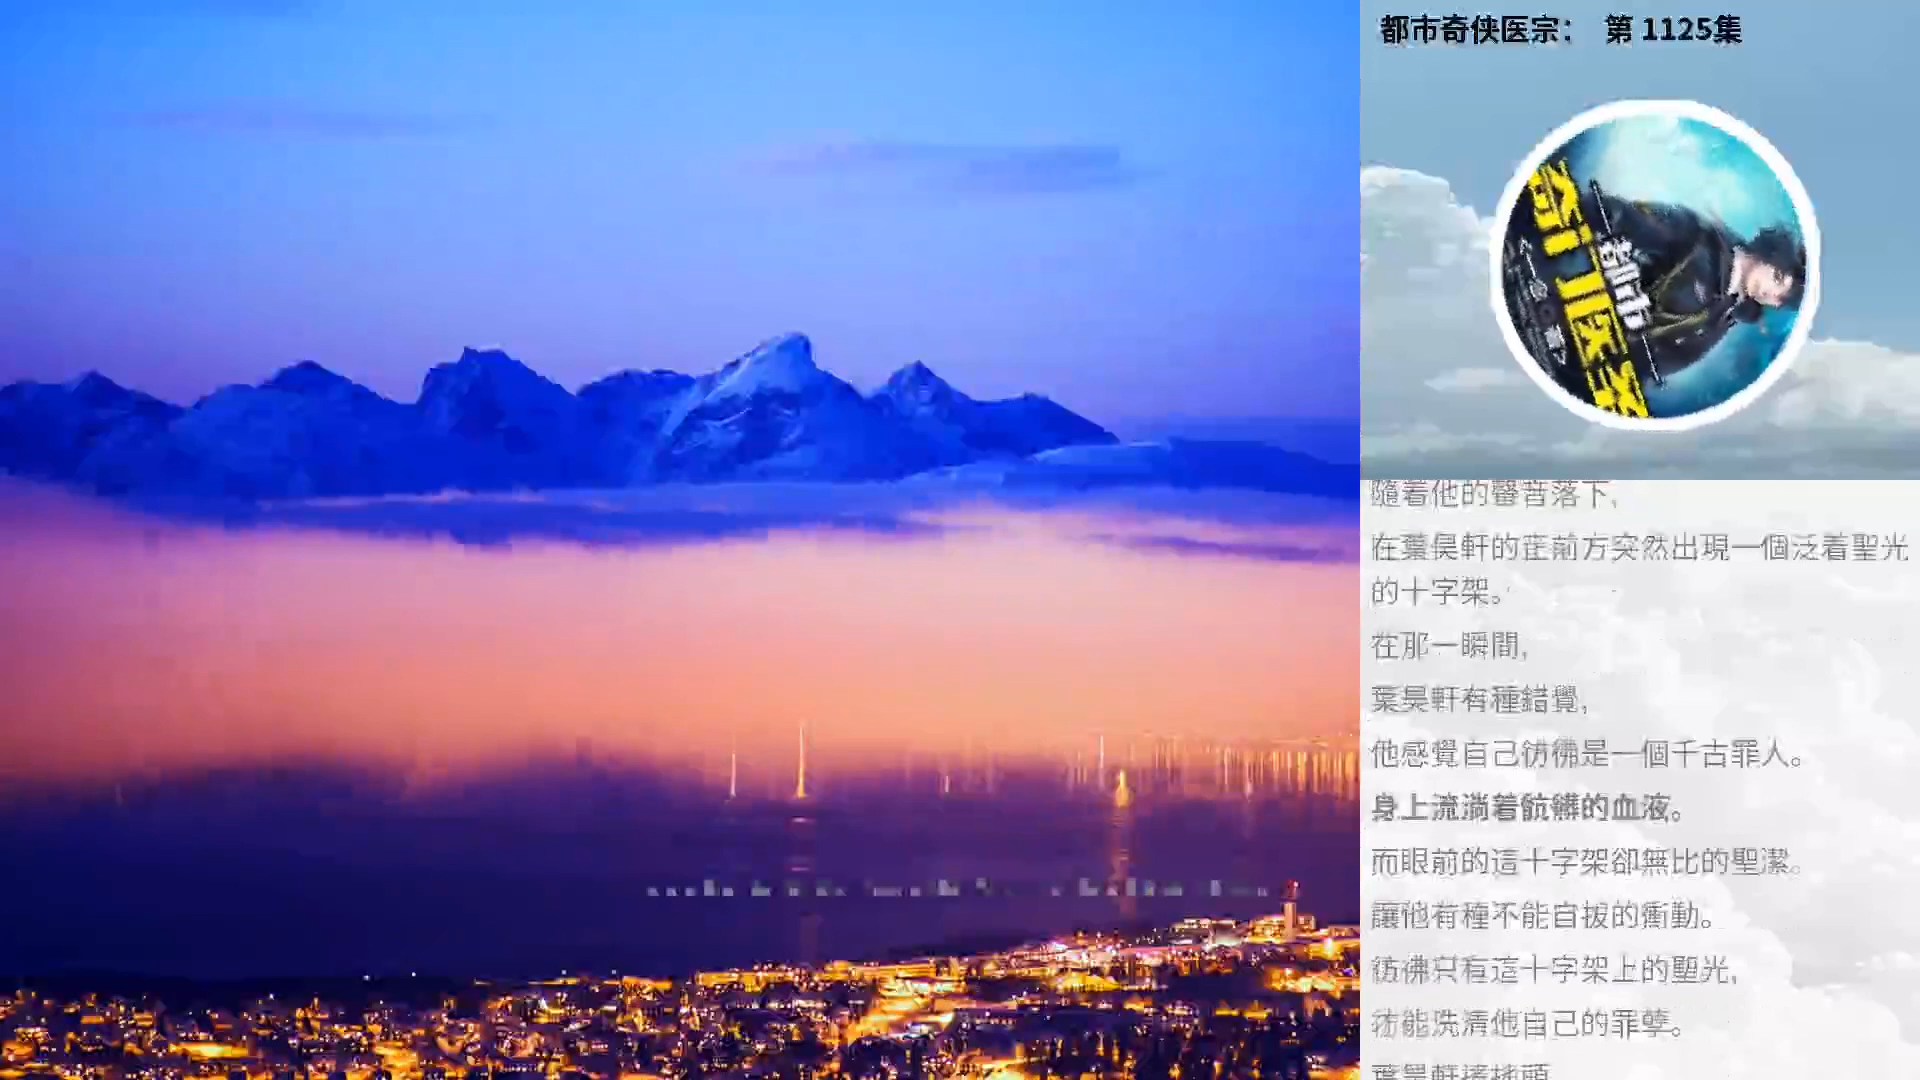 都市奇侠医宗： 第 1125集
都市
隨着他的聲音落下,
在葉昊軒的正前方突然出現一個泛着聖光
的十字架。
在那一瞬間,
葉昊軒有種錯覺,
他感覺自己彷彿是一個千古罪人。
身上流淌着骯髒的血液。
而眼前的這十字架卻無比的聖潔。
讓他有種不能自拔的衝動。
彷彿只有這十字架上的聖光,
才能洗清他自己的罪孽。